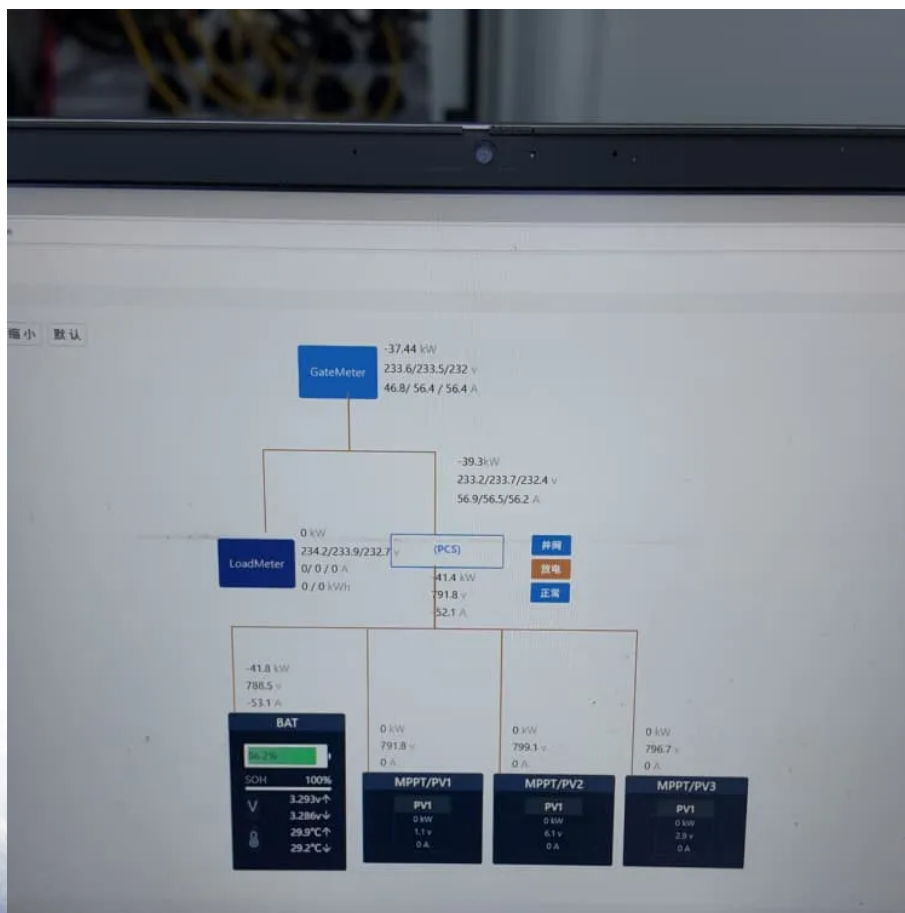 缩小 默认
GateMeter
-37.44 kW
233.6/233.5/232 v
46.8/ 56.4 / 56.4 A
-39.3kW
233.2/233.7/232.4 v
56.9/56.5/56.2 A
LoadMeter
0 kW
234.2/233.9/232.7 v
0/ 0 / 0 A
0 / 0 kWh
(PCS)
并网
放电
正常
-41.4 kW
791.8 v
-52.1 A
-41.8 kW
788.5 v
-53.1 A
BAT
86.2%
SOH 100%
V 3.293v↑
3.286v↓
29.9℃↑
29.2℃↓
0 kW
791.8 v
0 A
MPPT/PV1
PV1
0 kW
1.1 v
0 A
0 kW
799.1 v
0 A
MPPT/PV2
PV1
0 kW
6.1 v
0 A
0 kW
796.7 v
0 A
MPPT/PV3
PV1
0 kW
2.9 v
0 A